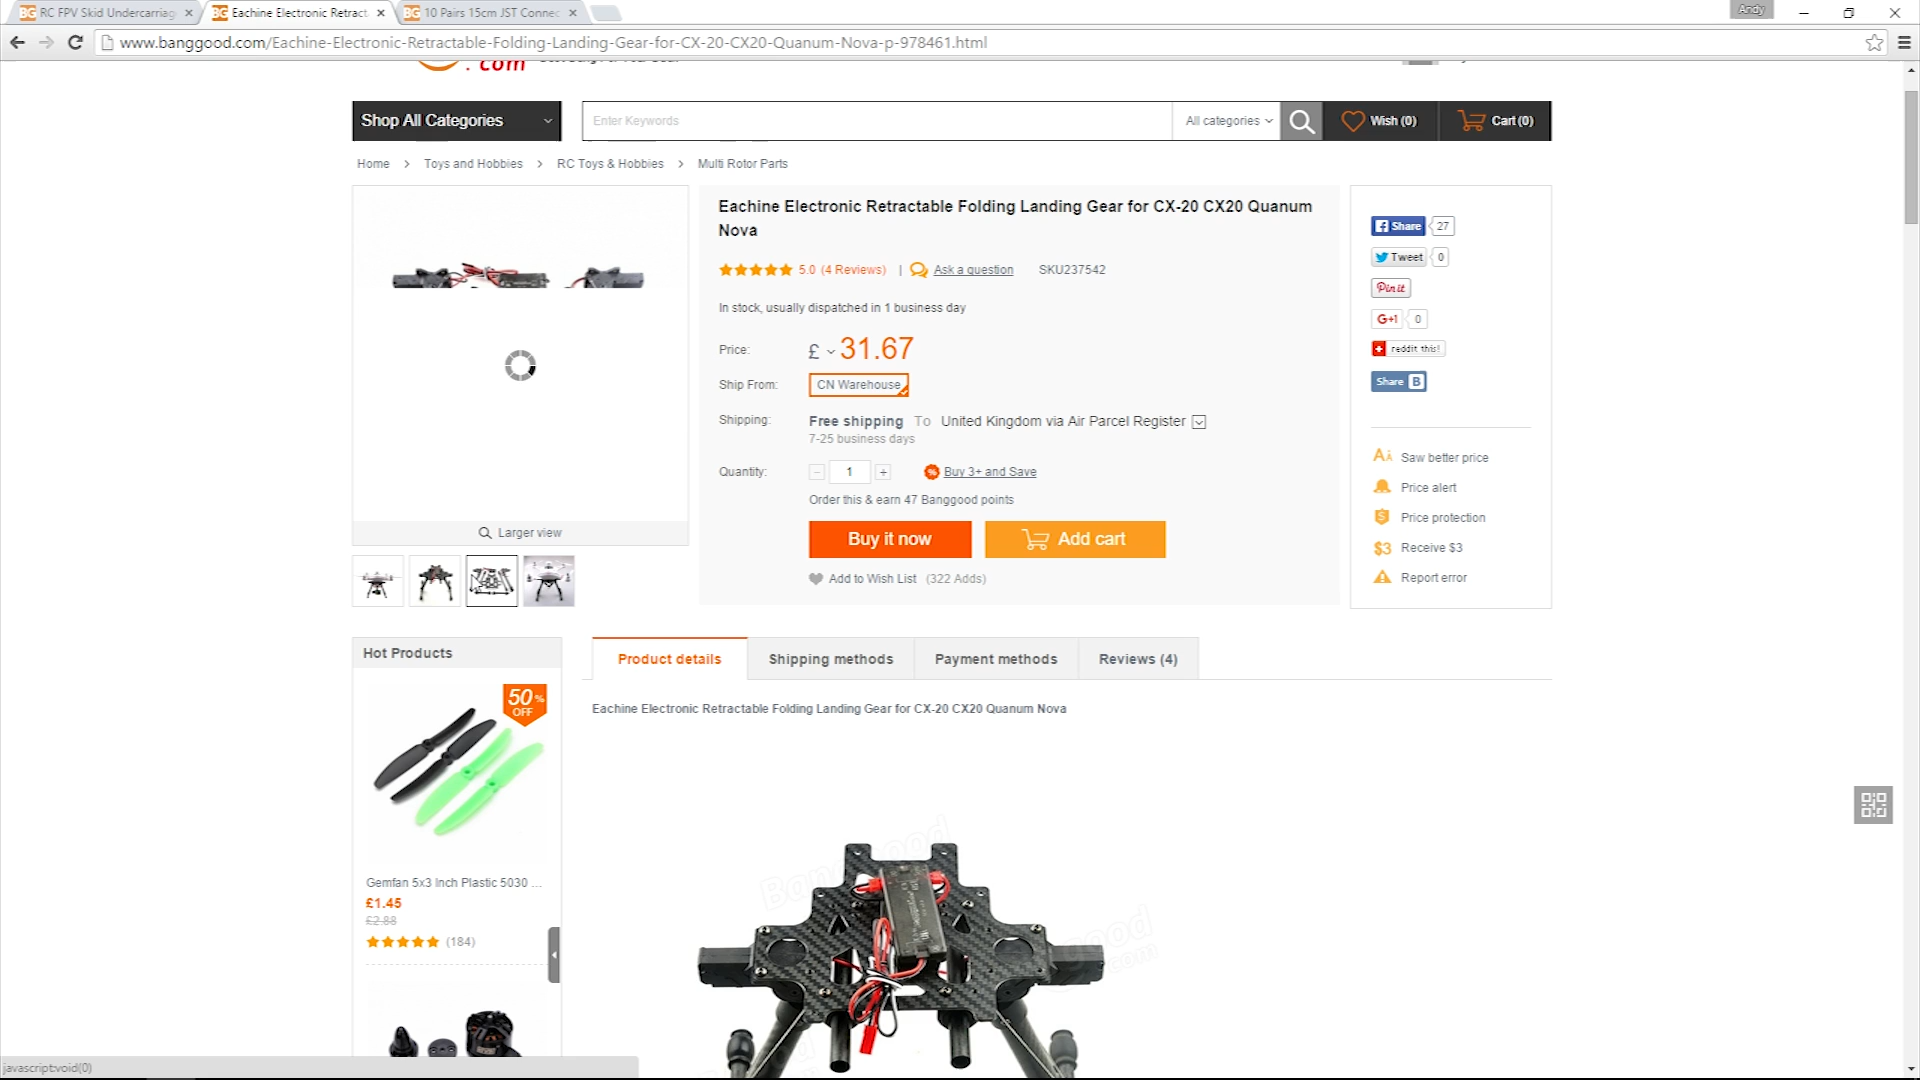 BG RC FPV Skid Undercarriag
BG Eachine Electronic Retract
BG 10 Pairs 15cm JST Connec
Andy
www.banggood.com/Eachine-Electronic-Retractable-Folding-Landing-Gear-for-CX-20-CX20-Quanum-Nova-p-978461.html
.com
Shop All Categories
Enter Keywords
All categories
Wish (0)
Cart (0)
Home > Toys and Hobbies > RC Toys & Hobbies > Multi Rotor Parts
Eachine Electronic Retractable Folding Landing Gear for CX-20 CX20 Quanum
Nova
5.0 (4 Reviews) | Ask a question SKU237542
In stock, usually dispatched in 1 business day
Price: £ 31.67
Ship From: CN Warehouse
Shipping: Free shipping To United Kingdom via Air Parcel Register
7-25 business days
Quantity: - 1 + % Buy 3+ and Save
Order this & earn 47 Banggood points
Buy it now
Add cart
Add to Wish List (322 Adds)
Larger view
Share 27
Tweet 0
Pin it
G+1 0
reddit this!
Share B
Saw better price
Price alert
Price protection
$3 Receive $3
Report error
Hot Products
50% OFF
Gemfan 5x3 Inch Plastic 5030 ...
£1.45
£2.88
(184)
Product details
Shipping methods
Payment methods
Reviews (4)
Eachine Electronic Retractable Folding Landing Gear for CX-20 CX20 Quanum Nova
javascript:void(0)